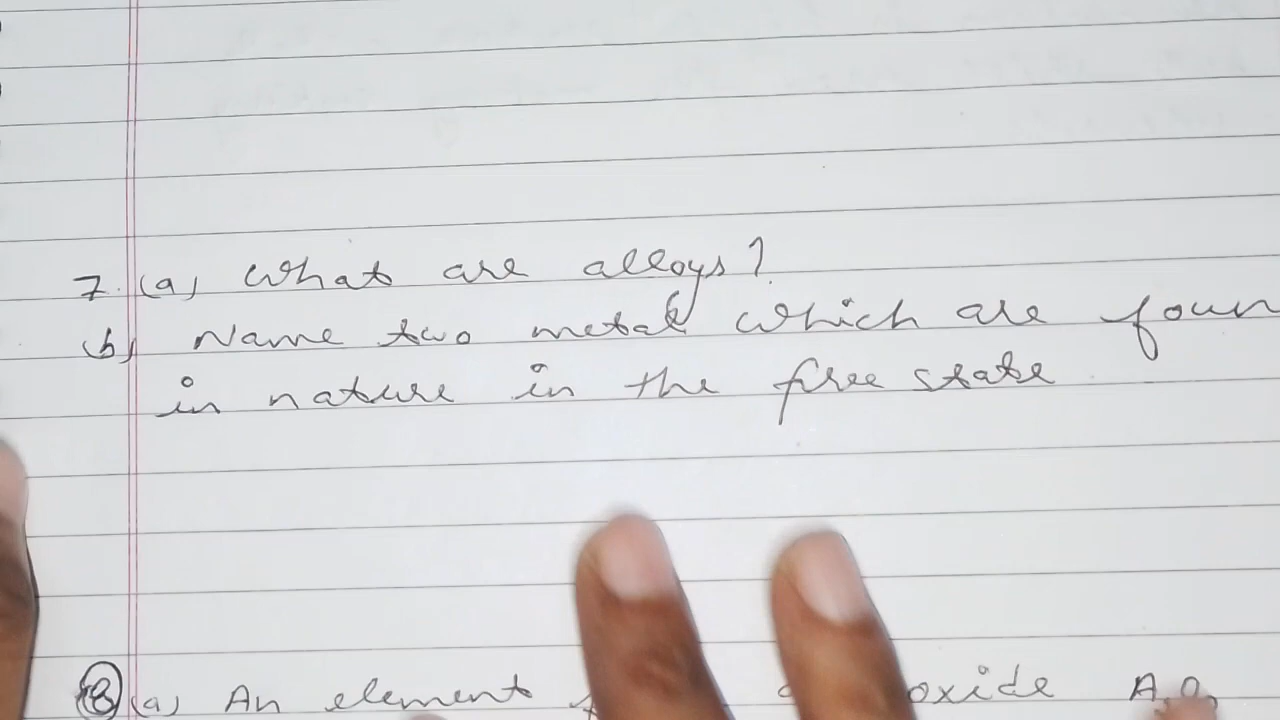 7. (a) What are alloys?
(b) Name two metal which are foun
in nature in the free state
8 (a) An element oxide